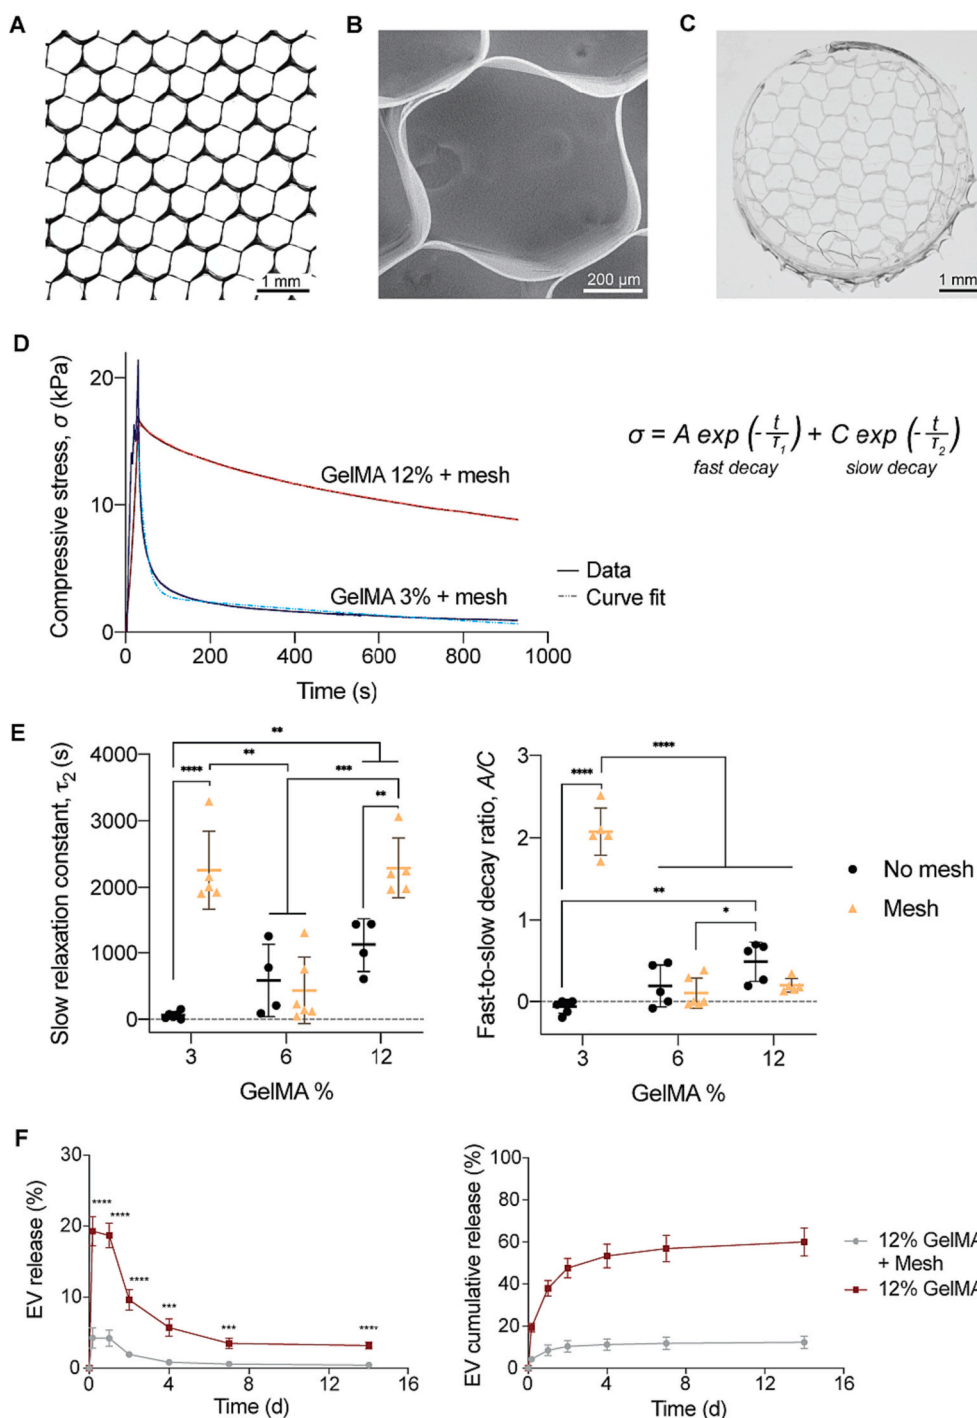 A
1 mm
B
200 µm
C
1 mm
D
Compressive stress, σ (kPa)
20
10
0
0 200 400 600 800 1000
Time (s)
GelMA 12% + mesh
GelMA 3% + mesh
Data
Curve fit
σ = A exp (-t/τ1) + C exp (-t/τ2)
fast decay slow decay
E
Slow relaxation constant, τ2 (s)
4000
3000
2000
1000
0
3 6 12
GelMA %
**
**** ** ***
**
Fast-to-slow decay ratio, A/C
3
2
1
0
3 6 12
GelMA %
****
****
**
*
No mesh
Mesh
F
EV release (%)
30
20
10
0
0 4 8 12 16
Time (d)
****
****
****
***
***
****
EV cumulative release (%)
100
80
60
40
20
0
0 4 8 12 16
Time (d)
12% GelMA
+ Mesh
12% GelMA